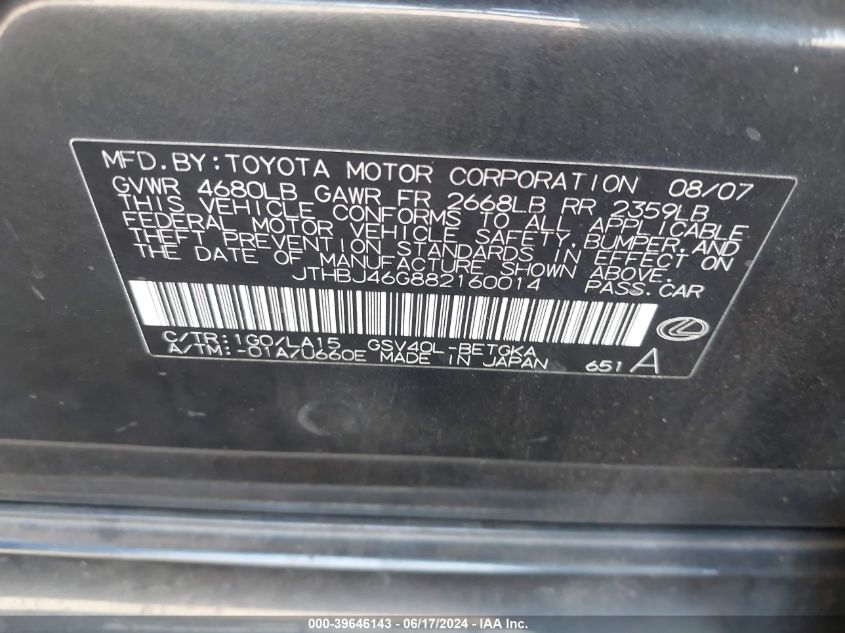 MFD.BY:TOYOTA MOTOR CORPORATION 08/07
GVWR 4680LB GAWR FR 2668LB RR 2359LB
THIS VEHICLE CONFORMS TO ALL APPLICABLE
FEDERAL MOTOR VEHICLE SAFETY,BUMPER,AND
THEFT PREVENTION STANDARDS IN EFFECT ON
THE DATE OF MANUFACTURE SHOWN ABOVE.
JTHBJ46G882160014 PASS.CAR
C/TR:1G0/LA15 GSV40L-BETGKA
A/TM:-01A/U660E MADE IN JAPAN 651 A
000-39646143 - 06/17/2024 - IAA Inc.